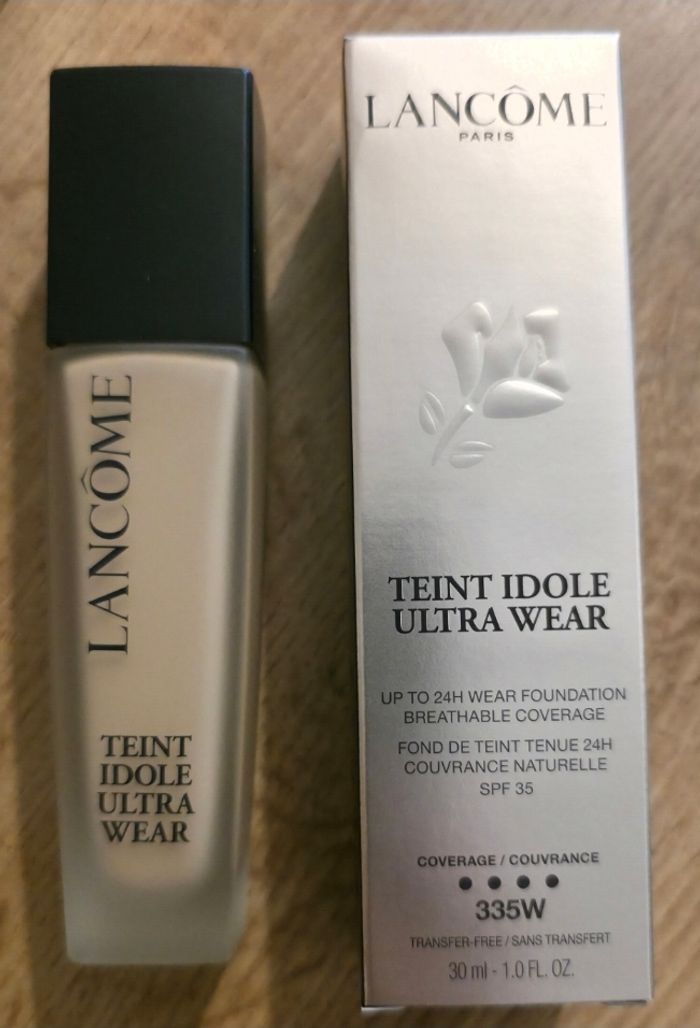 LANCÔME
TEINT
IDOLE
ULTRA
WEAR
LANCÔME
PARIS
TEINT IDOLE
ULTRA WEAR
UP TO 24H WEAR FOUNDATION
BREATHABLE COVERAGE
FOND DE TEINT TENUE 24H
COUVRANCE NATURELLE
SPF 35
COVERAGE / COUVRANCE
335W
TRANSFER-FREE / SANS TRANSFERT
30 ml - 1.0 FL. OZ.